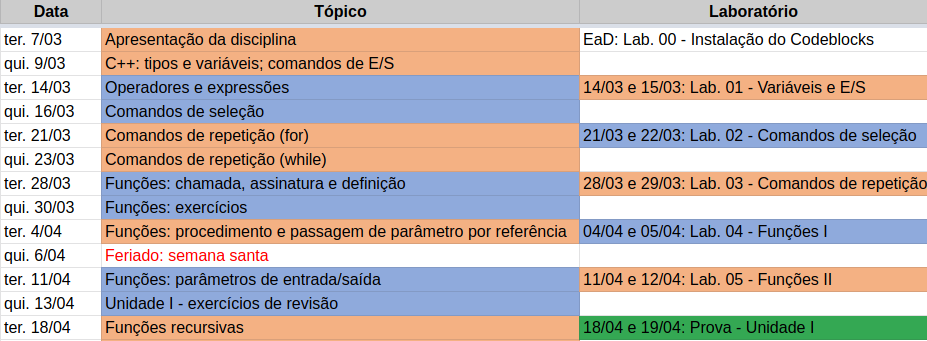 Data Tópico Laboratório
ter. 7/03 Apresentação da disciplina EaD: Lab. 00 - Instalação do Codeblocks
qui. 9/03 C++: tipos e variáveis; comandos de E/S
ter. 14/03 Operadores e expressões 14/03 e 15/03: Lab. 01 - Variáveis e E/S
qui. 16/03 Comandos de seleção
ter. 21/03 Comandos de repetição (for) 21/03 e 22/03: Lab. 02 - Comandos de seleção
qui. 23/03 Comandos de repetição (while)
ter. 28/03 Funções: chamada, assinatura e definição 28/03 e 29/03: Lab. 03 - Comandos de repetição
qui. 30/03 Funções: exercícios
ter. 4/04 Funções: procedimento e passagem de parâmetro por referência 04/04 e 05/04: Lab. 04 - Funções I
qui. 6/04 Feriado: semana santa
ter. 11/04 Funções: parâmetros de entrada/saída 11/04 e 12/04: Lab. 05 - Funções II
qui. 13/04 Unidade I - exercícios de revisão
ter. 18/04 Funções recursivas 18/04 e 19/04: Prova - Unidade I